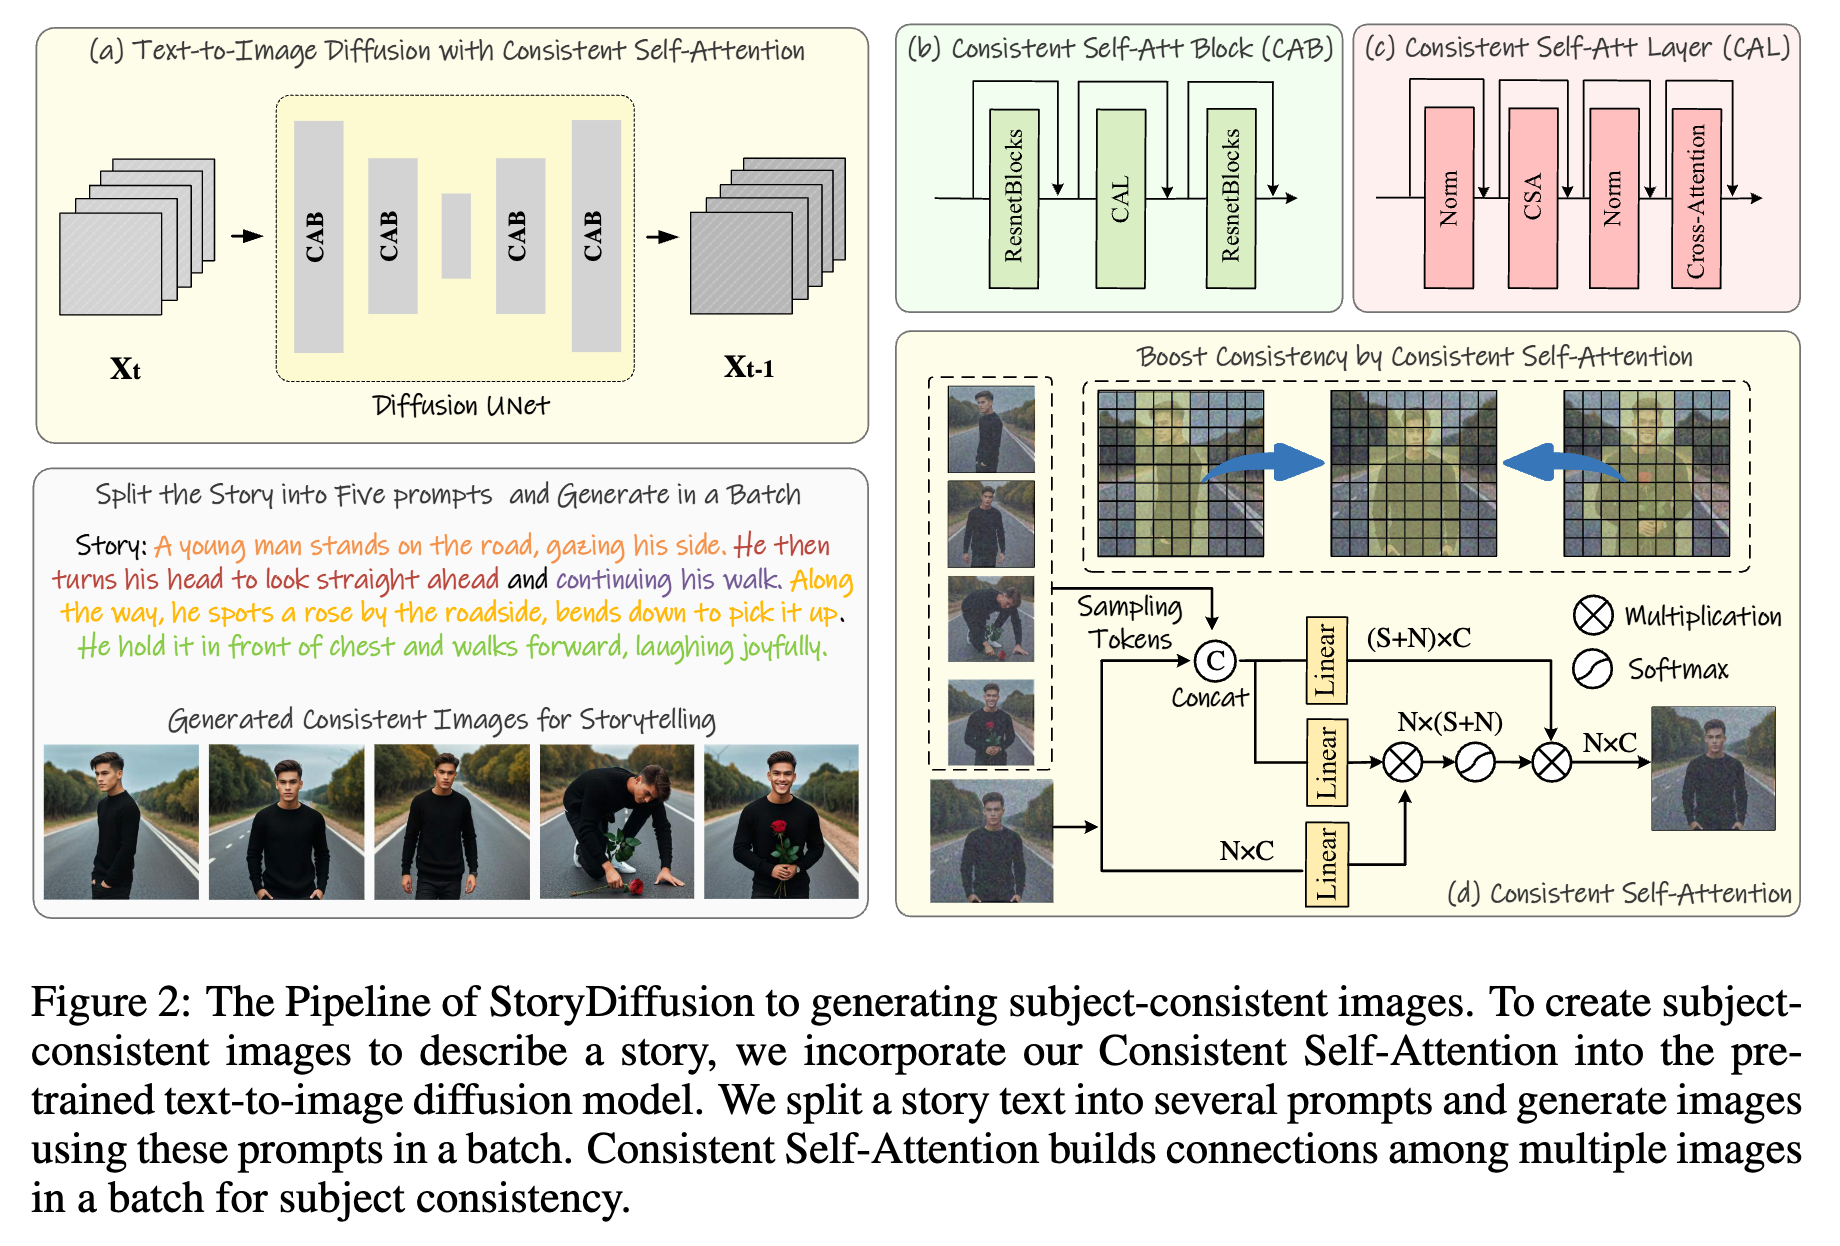 (a) Text-to-Image Diffusion with Consistent Self-Attention
CAB
CAB
CAB
CAB
Xt
Xt-1
Diffusion UNet
(b) Consistent Self-Att Block (CAB)
ResnetBlocks
CAL
ResnetBlocks
(c) Consistent Self-Att Layer (CAL)
Norm
CSA
Norm
Cross-Attention
Split the Story into Five prompts and Generate in a Batch
Story: A young man stands on the road, gazing his side. He then
turns his head to look straight ahead and continuing his walk. Along
the way, he spots a rose by the roadside, bends down to pick it up.
He hold it in front of chest and walks forward, laughing joyfully.
Generated Consistent Images for Storytelling
Boost Consistency by Consistent Self-Attention
Sampling
Tokens
C
Concat
Linear
(S+N)×C
Multiplication
Softmax
Linear
N×(S+N)
N×C
N×C
Linear
(d) Consistent Self-Attention
Figure 2: The Pipeline of StoryDiffusion to generating subject-consistent images. To create subject-
consistent images to describe a story, we incorporate our Consistent Self-Attention into the pre-
trained text-to-image diffusion model. We split a story text into several prompts and generate images
using these prompts in a batch. Consistent Self-Attention builds connections among multiple images
in a batch for subject consistency.